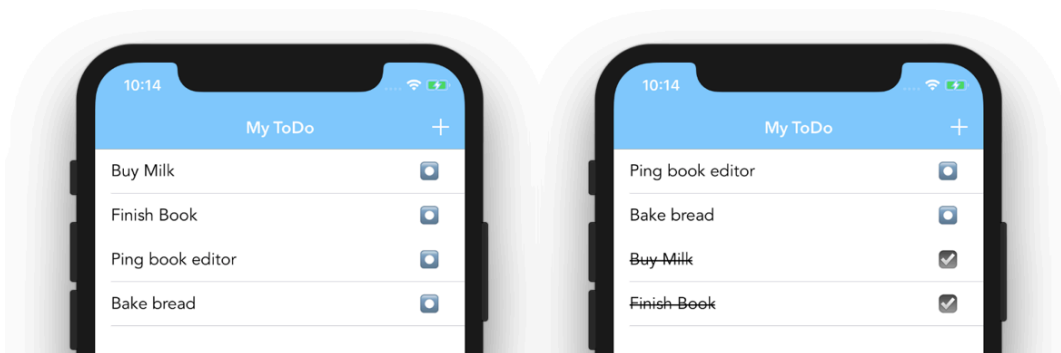 10:14
My ToDo
Buy Milk
Finish Book
Ping book editor
Bake bread
10:14
My ToDo
Ping book editor
Bake bread
Buy Milk
Finish Book